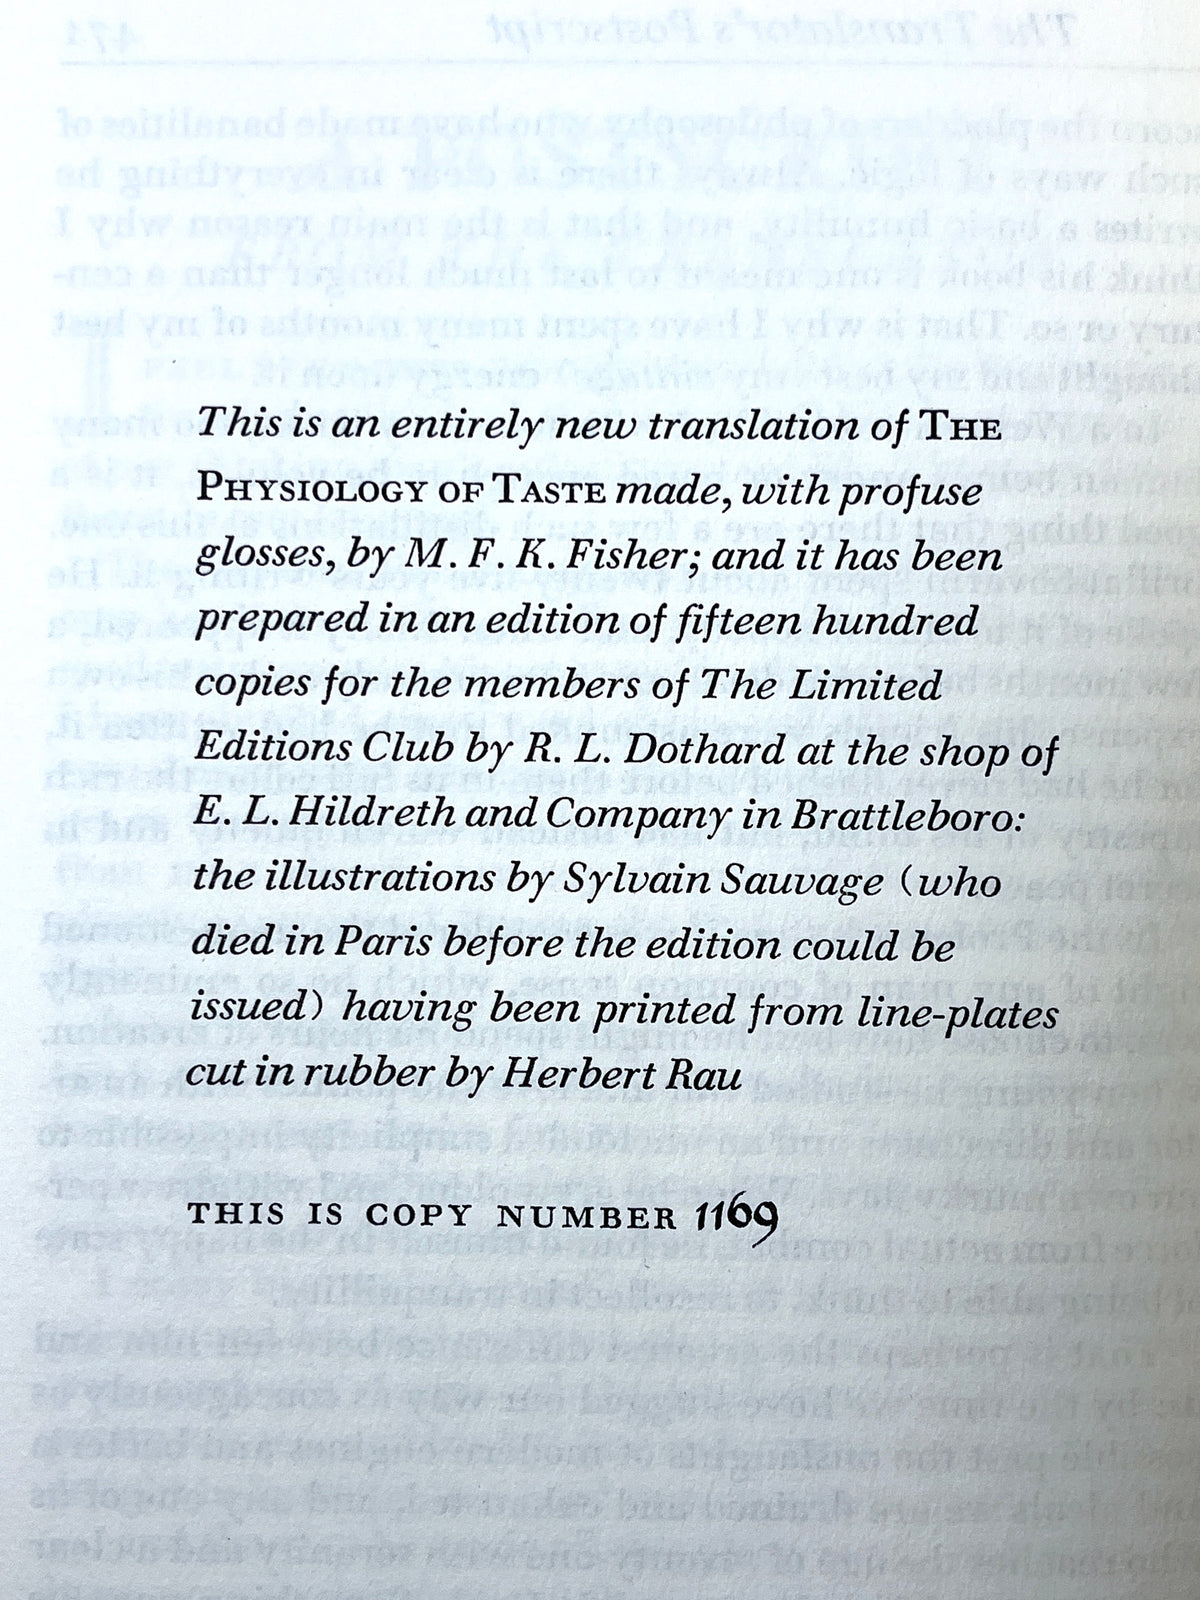 This is an entirely new translation of THE
PHYSIOLOGY OF TASTE made, with profuse
glosses, by M. F. K. Fisher; and it has been
prepared in an edition of fifteen hundred
copies for the members of The Limited
Editions Club by R. L. Dothard at the shop of
E. L. Hildreth and Company in Brattleboro:
the illustrations by Sylvain Sauvage (who
died in Paris before the edition could be
issued) having been printed from line-plates
cut in rubber by Herbert Rau
THIS IS COPY NUMBER 1169